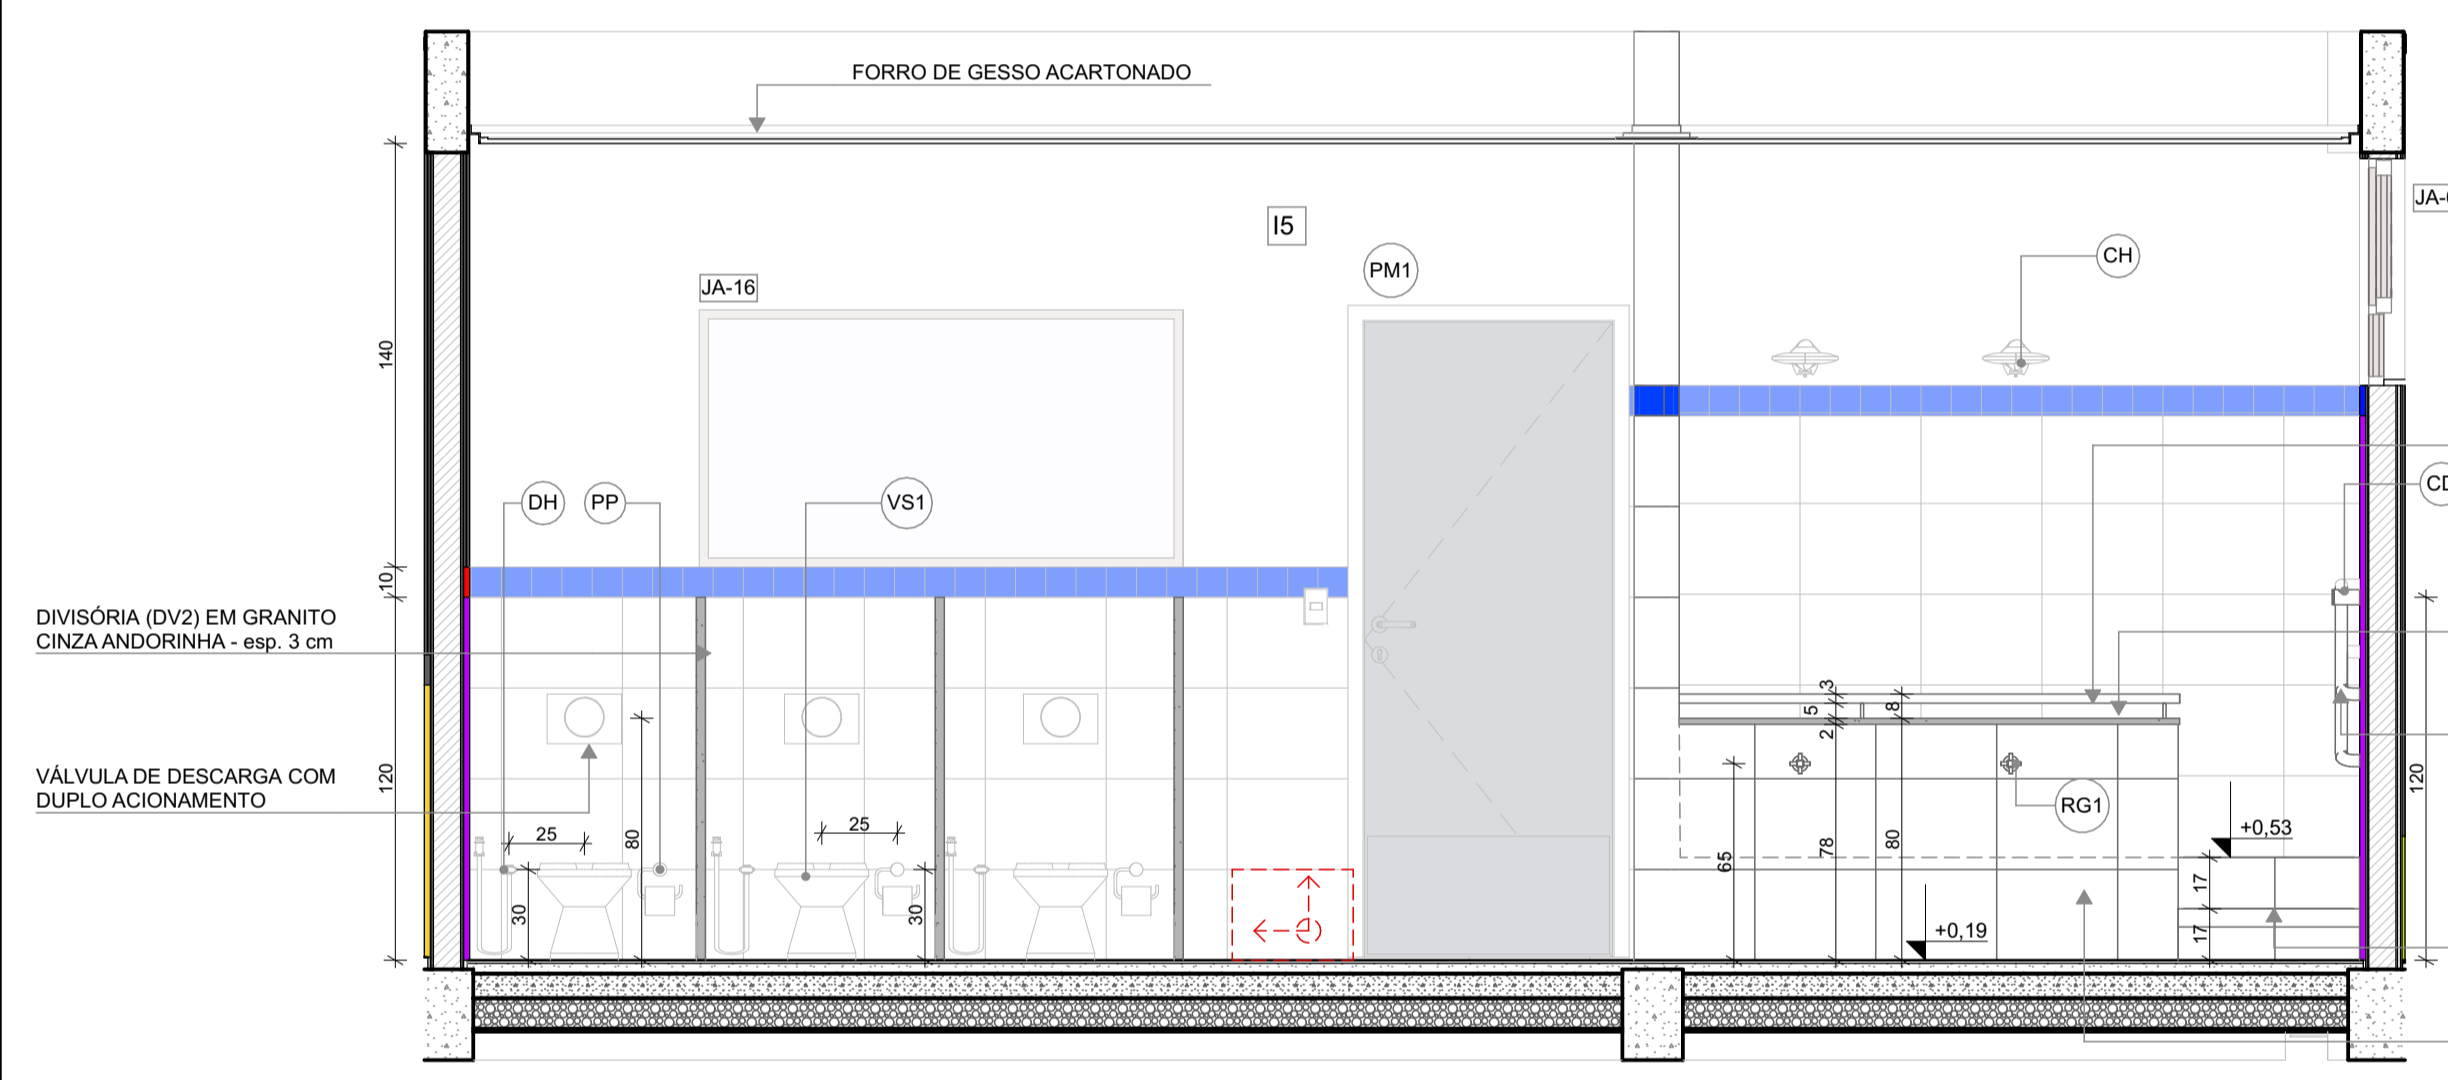 FORRO DE GESSO ACARTONADO
JA-
I5
CH
PM1
JA-16
140
DH
PP
VS1
CD
10
DIVISÓRIA (DV2) EM GRANITO
CINZA ANDORINHA - esp. 3 cm
3
5
8
2
VÁLVULA DE DESCARGA COM
DUPLO ACIONAMENTO
120
120
RG1
25
25
80
+0,53
65
78
80
17
30
30
+0,19
17